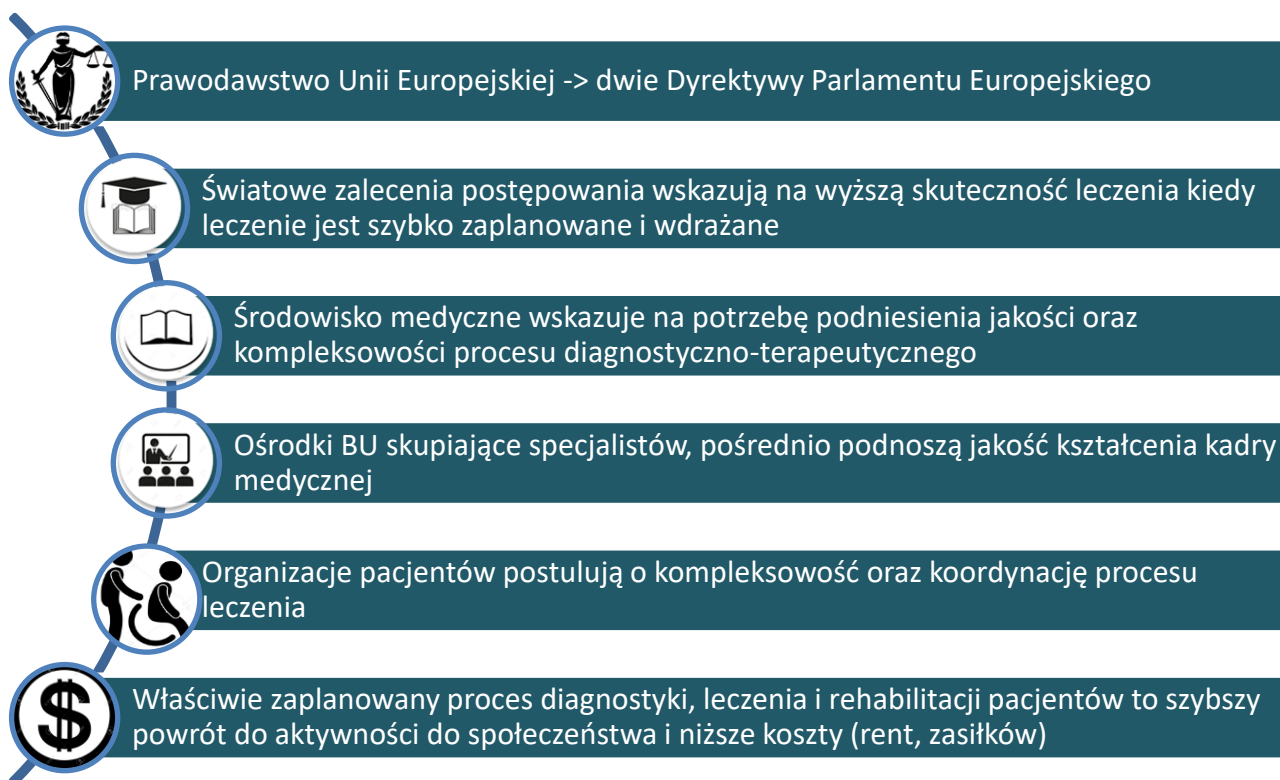 Prawodawstwo Unii Europejskiej -> dwie Dyrektywy Parlamentu Europejskiego
Światowe zalecenia postępowania wskazują na wyższą skuteczność leczenia kiedy
leczenie jest szybko zaplanowane i wdrażane
Środowisko medyczne wskazuje na potrzebę podniesienia jakości oraz
kompleksowości procesu diagnostyczno-terapeutycznego
Ośrodki BU skupiające specjalistów, pośrednio podnoszą jakość kształcenia kadry
medycznej
Organizacje pacjentów postulują o kompleksowość oraz koordynację procesu
leczenia
$
Właściwie zaplanowany proces diagnostyki, leczenia i rehabilitacji pacjentów to szybszy
powrót do aktywności do społeczeństwa i niższe koszty (rent, zasiłków)